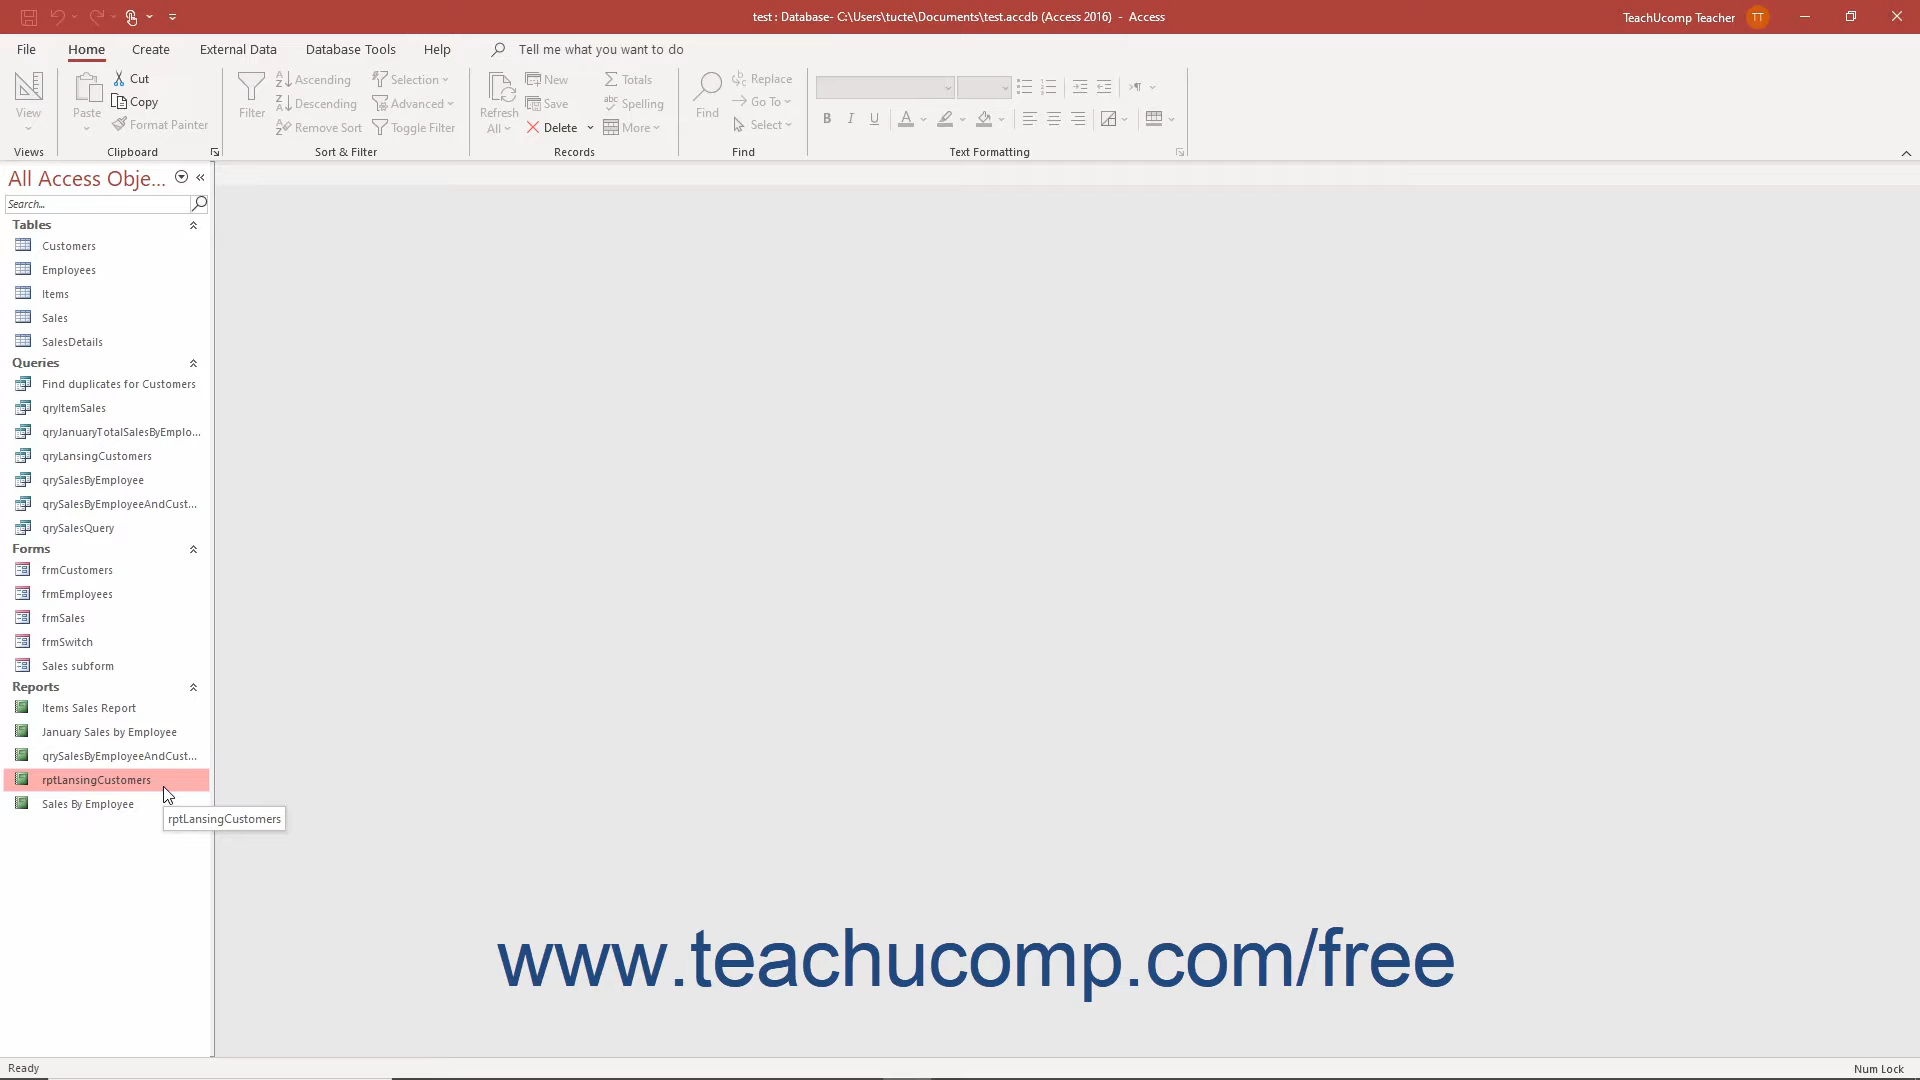 test : Database- C:\Users\tucte\Documents\test.accdb (Access 2016) - Access
TeachUcomp Teacher
TT
File
Home
Create
External Data
Database Tools
Help
Tell me what you want to do
View
Views
Paste
Cut
Copy
Format Painter
Clipboard
Filter
Ascending
Descending
Remove Sort
Selection
Advanced
Toggle Filter
Sort & Filter
Refresh
All
New
Save
Delete
Totals
Spelling
More
Records
Find
Replace
Go To
Select
Find
B I U
Text Formatting
All Access Obje...
Search...
Tables
Customers
Employees
Items
Sales
SalesDetails
Queries
Find duplicates for Customers
qryItemSales
qryJanuaryTotalSalesByEmplo...
qryLansingCustomers
qrySalesByEmployee
qrySalesByEmployeeAndCust...
qrySalesQuery
Forms
frmCustomers
frmEmployees
frmSales
frmSwitch
Sales subform
Reports
Items Sales Report
January Sales by Employee
qrySalesByEmployeeAndCust...
rptLansingCustomers
Sales By Employee
rptLansingCustomers
www.teachucomp.com/free
Ready
Num Lock